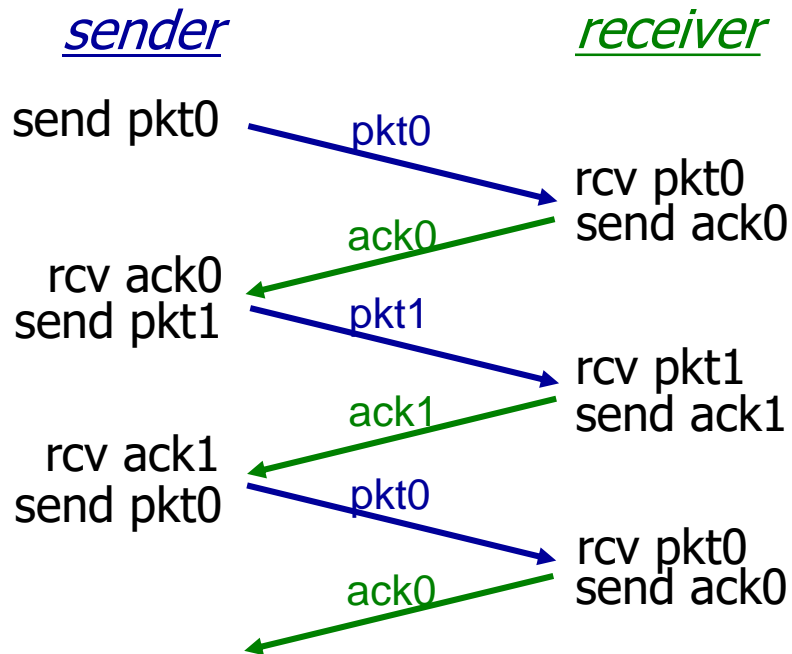 sender
receiver
send pkt0
pkt0
rcv pkt0
send ack0
ack0
rcv ack0
send pkt1
pkt1
rcv pkt1
send ack1
ack1
rcv ack1
send pkt0
pkt0
rcv pkt0
send ack0
ack0